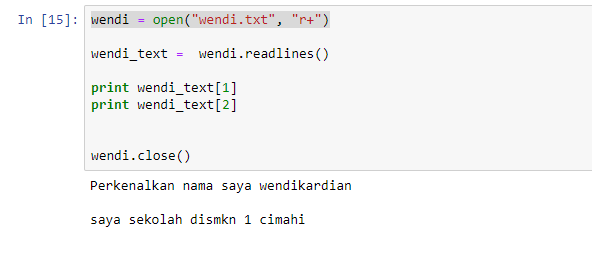 In [15]: wendi = open("wendi.txt", "r+")
wendi_text =  wendi.readlines()
print wendi_text[1]
print wendi_text[2]
wendi.close()
Perkenalkan nama saya wendikardian
saya sekolah dismkn 1 cimahi